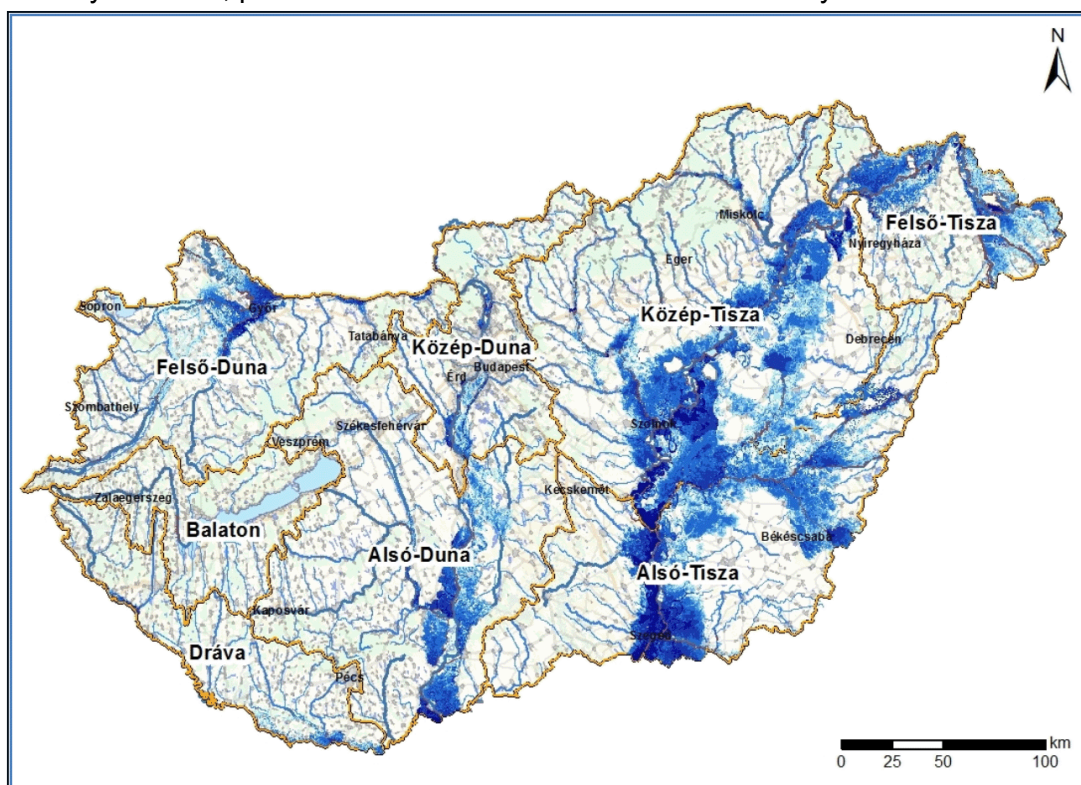 N
Miskolc
Felső-Tisza
Nyíregyháza
Eger
Sopron
Győr
Közép-Tisza
Tatabánya
Debrecen
Közép-Duna
Felső-Duna
Budapest
Érd
Szombathely
Székesfehérvár
Szolnok
Veszprém
Kecskemét
Zalaegerszeg
Balaton
Békéscsaba
Alsó-Duna
Alsó-Tisza
Kaposvár
Szeged
Dráva
Pécs
km
0 25 50 100